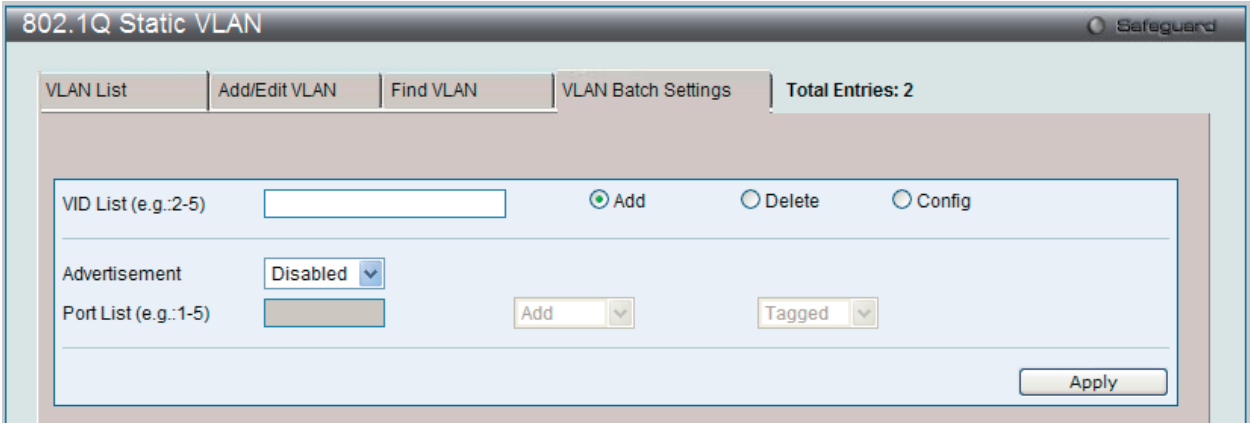 802.1Q Static VLAN Safeguard
VLAN List Add/Edit VLAN Find VLAN VLAN Batch Settings Total Entries: 2
VID List (e.g.:2-5) Add Delete Config
Advertisement Disabled
Port List (e.g.:1-5) Add Tagged
Apply